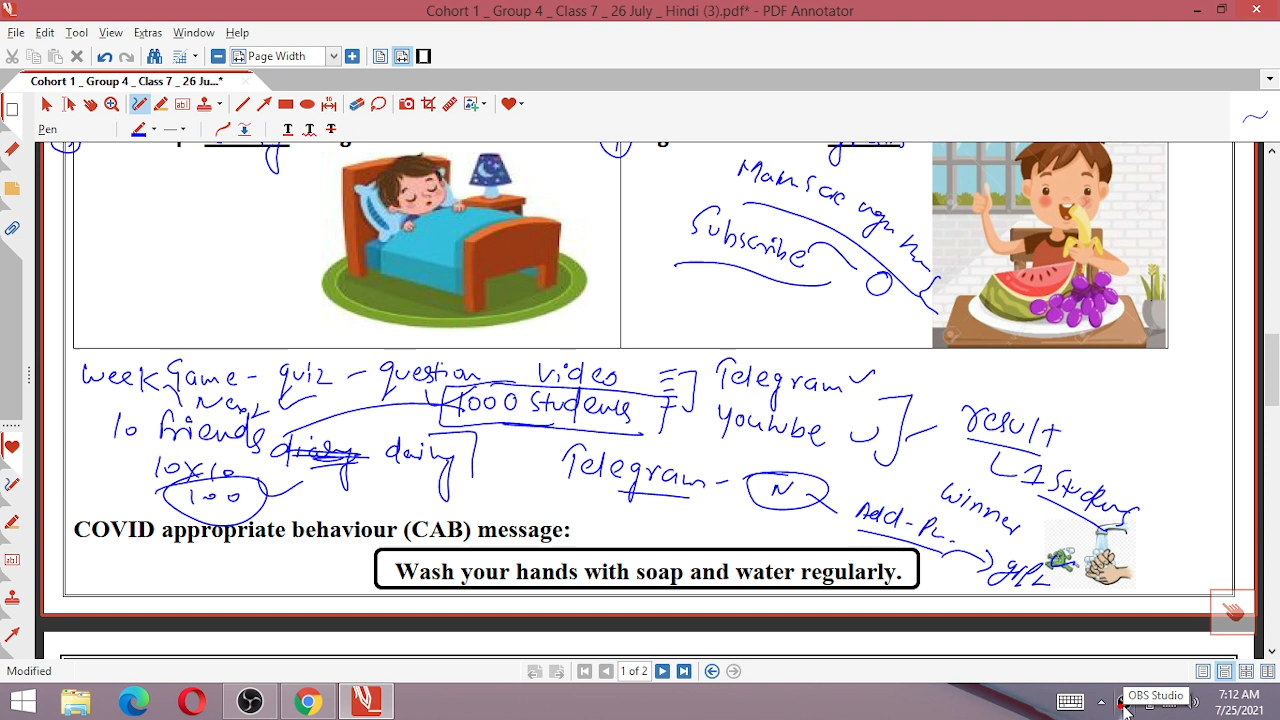 Cohort 1 _ Group 4 _ Class 7 _ 26 July _ Hindi (3).pdf* - PDF Annotator
File Edit Tool View Extras Window Help
Page Width
Cohort 1 _ Group 4 _ Class 7 _ 26 Ju...*
Pen
Subscribe
week Game - quiz - question - video
Telegram
1000 students
Youtube
10 friends
result
daily
10x10
100
Telegram - N
1 Student
winner
COVID appropriate behaviour (CAB) message:
Wash your hands with soap and water regularly.
Modified
1 of 2
OBS Studio
7:12 AM
7/25/2021